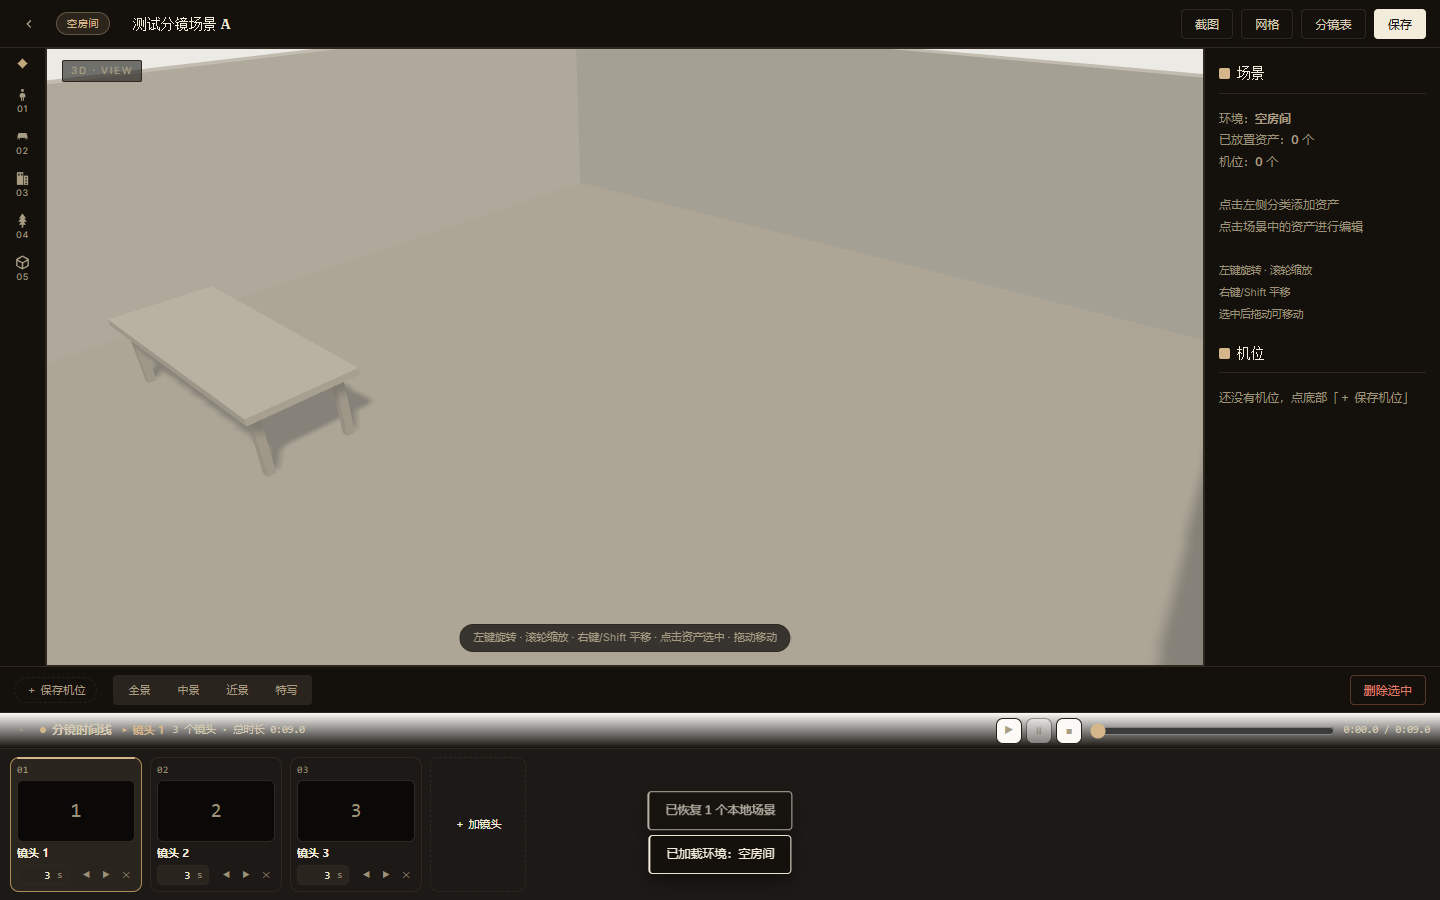 空房间
测试分镜场景 A
截图
网格
分镜表
保存
3D · VIEW
01
02
03
04
05
场景
环境：空房间
已放置资产：0 个
机位：0 个
点击左侧分类添加资产
点击场景中的资产进行编辑
左键旋转 · 滚轮缩放
右键/Shift 平移
选中后拖动可移动
机位
还没有机位，点底部「 + 保存机位」
左键旋转 · 滚轮缩放 · 右键/Shift 平移 · 点击资产选中 · 拖动移动
+ 保存机位
全景
中景
近景
特写
删除选中
分镜时间线
镜头 1
3 个镜头 · 总时长 0:09.0
0:00.0 / 0:09.0
01
1
镜头 1
3 s
02
2
镜头 2
3 s
03
3
镜头 3
3 s
+ 加镜头
已恢复 1 个本地场景
已加载环境：空房间